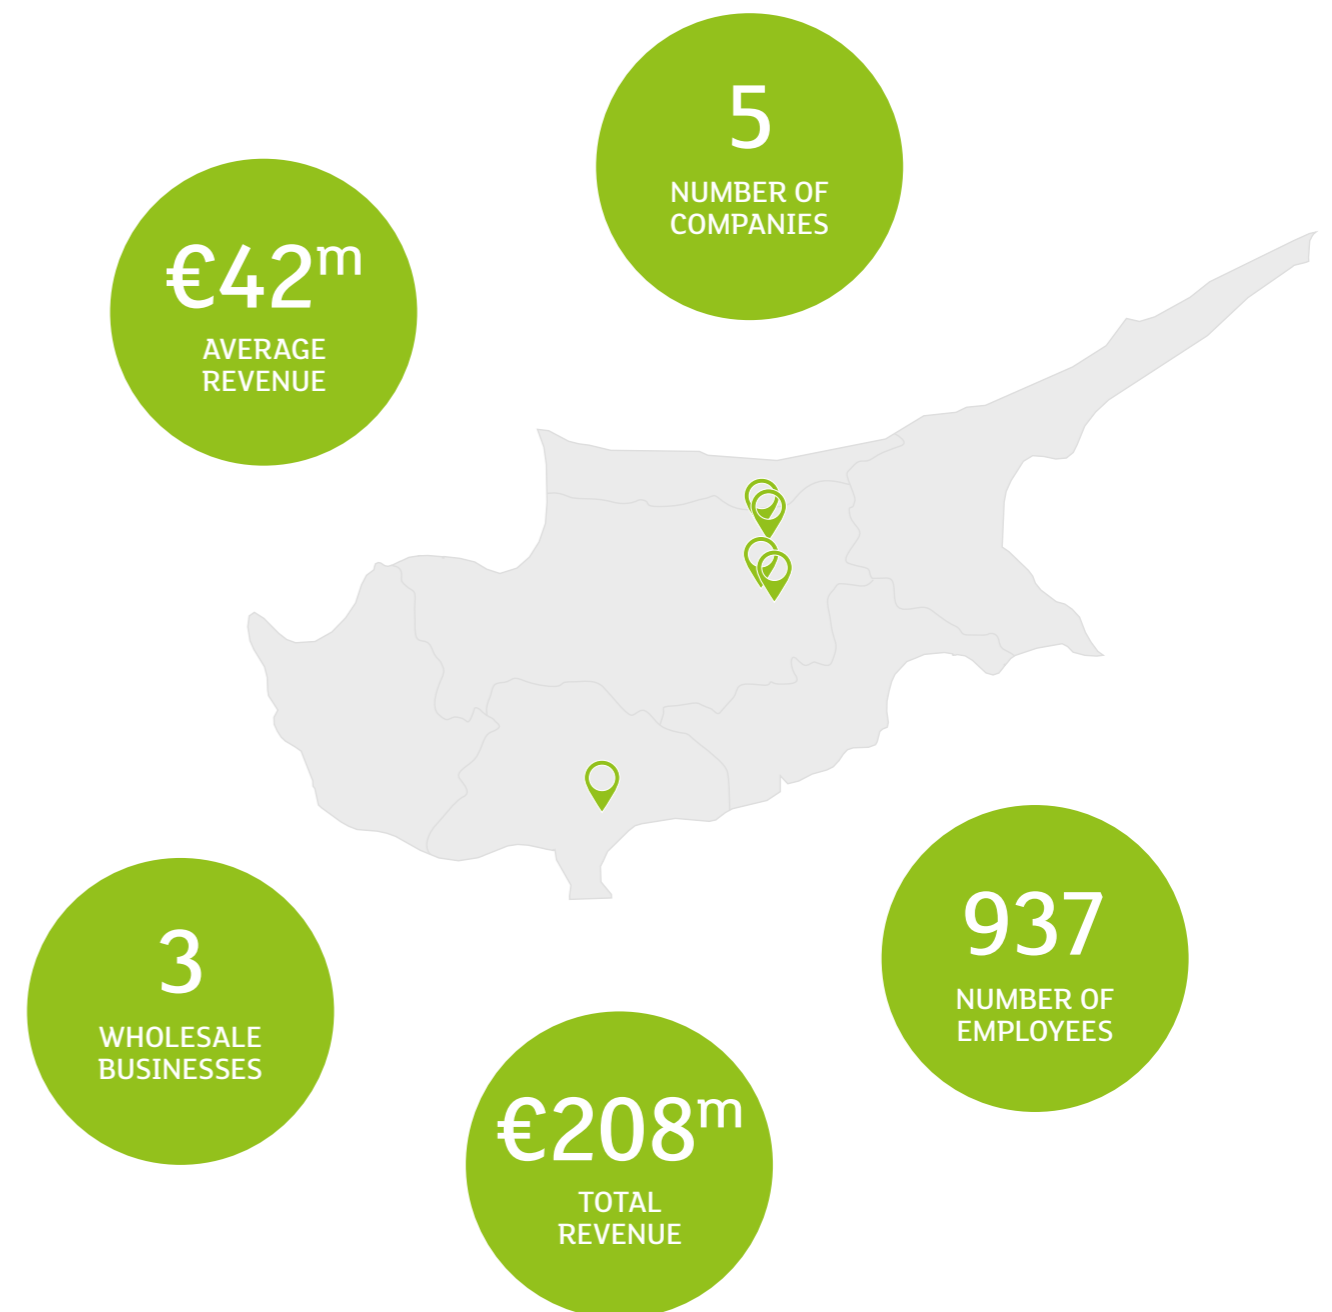 5
NUMBER OF
COMPANIES
€42m
AVERAGE
REVENUE
3
WHOLESALE
BUSINESSES
937
NUMBER OF
EMPLOYEES
€208m
TOTAL
REVENUE